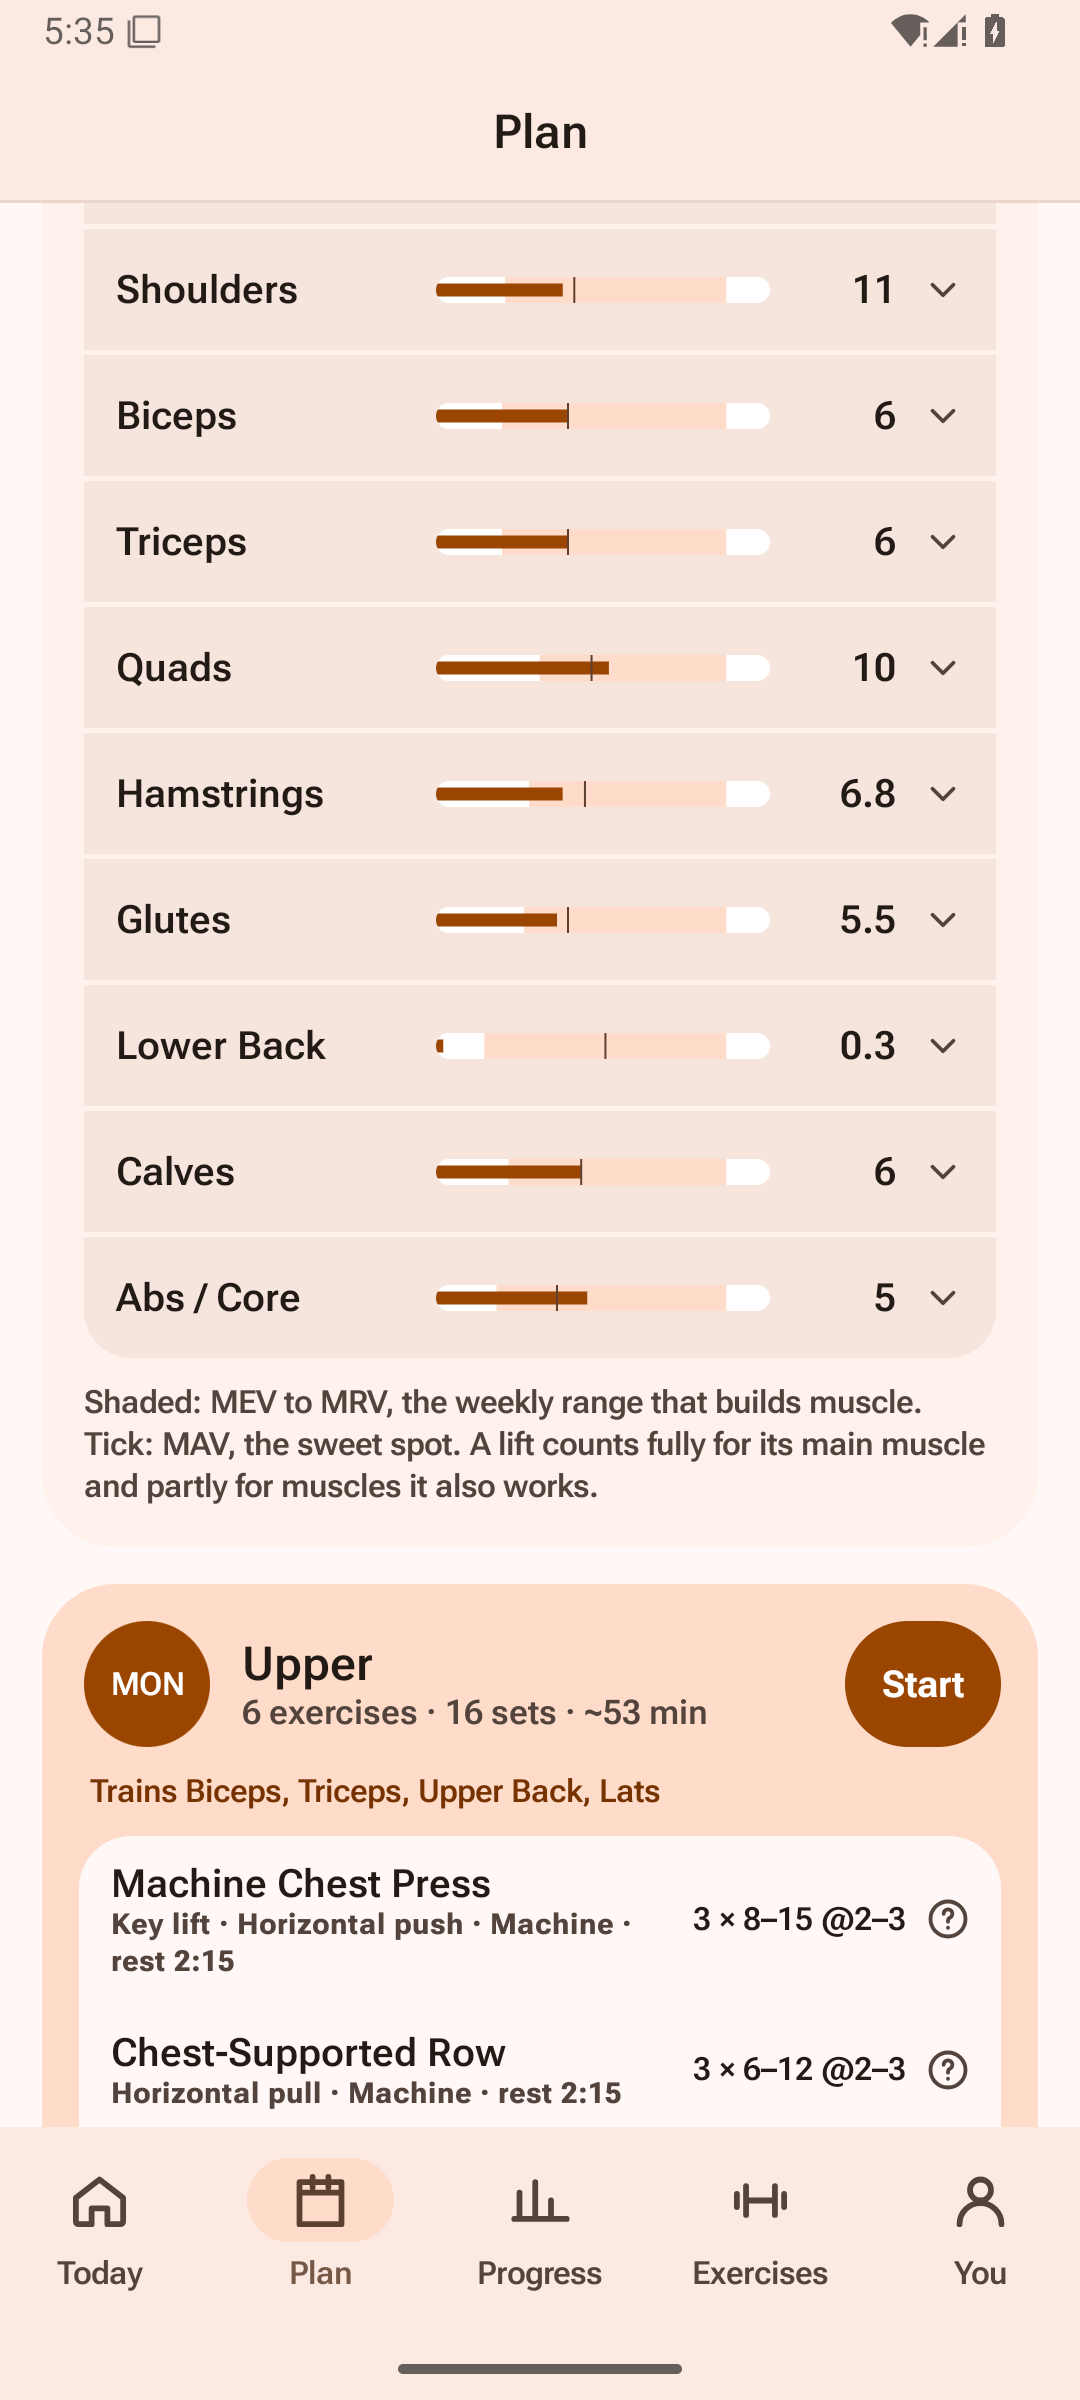 5:35
Plan
Shoulders 11
Biceps 6
Triceps 6
Quads 10
Hamstrings 6.8
Glutes 5.5
Lower Back 0.3
Calves 6
Abs / Core 5
Shaded: MEV to MRV, the weekly range that builds muscle.
Tick: MAV, the sweet spot. A lift counts fully for its main muscle
and partly for muscles it also works.
MON
Upper
6 exercises · 16 sets · ~53 min
Start
Trains Biceps, Triceps, Upper Back, Lats
Machine Chest Press
Key lift · Horizontal push · Machine ·
rest 2:15
3 × 8–15 @2–3
Chest-Supported Row
Horizontal pull · Machine · rest 2:15
3 × 6–12 @2–3
Today
Plan
Progress
Exercises
You